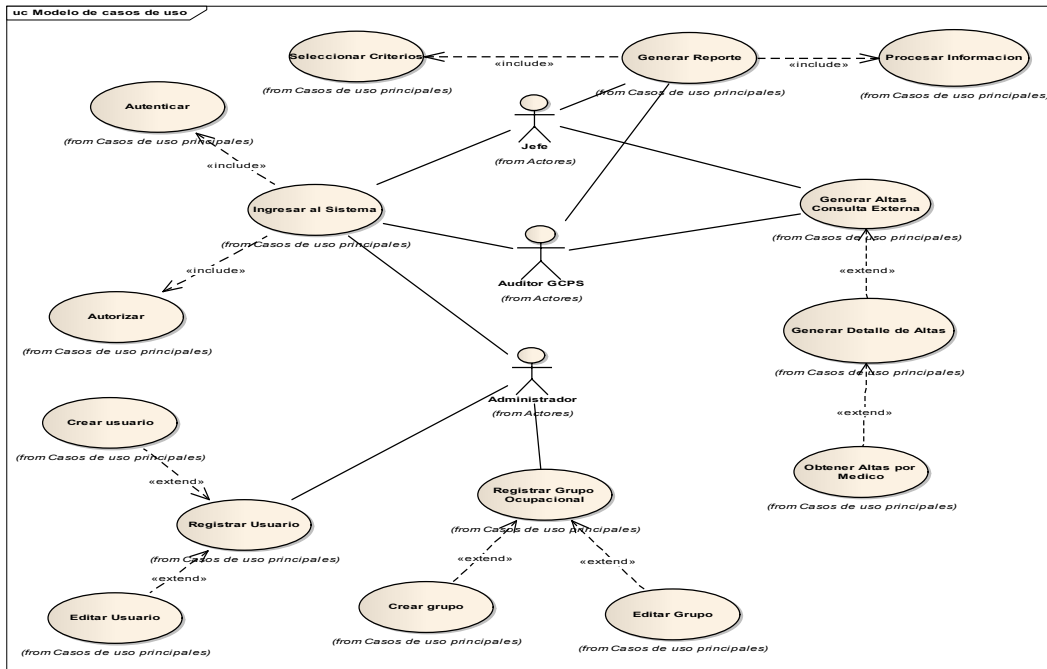 uc Modelo de casos de uso
Seleccionar Criterios
(from Casos de uso principales)
«include»
Generar Reporte
(from Casos de uso principales)
«include»
Procesar Informacion
(from Casos de uso principales)
Autenticar
(from Casos de uso principales)
«include»
Jefe
(from Actores)
Ingresar al Sistema
(from Casos de uso principales)
Generar Altas
Consulta Externa
(from Casos de uso principales)
«include»
Auditor GCPS
(from Actores)
«extend»
Autorizar
(from Casos de uso principales)
Generar Detalle de Altas
(from Casos de uso principales)
Administrador
(from Actores)
«extend»
Crear usuario
(from Casos de uso principales)
«extend»
Obtener Altas por
Medico
(from Casos de uso principales)
Registrar Grupo
Ocupacional
(from Casos de uso principales)
Registrar Usuario
(from Casos de uso principales)
«extend»
«extend»
«extend»
Editar Usuario
(from Casos de uso principales)
Crear grupo
(from Casos de uso principales)
Editar Grupo
(from Casos de uso principales)